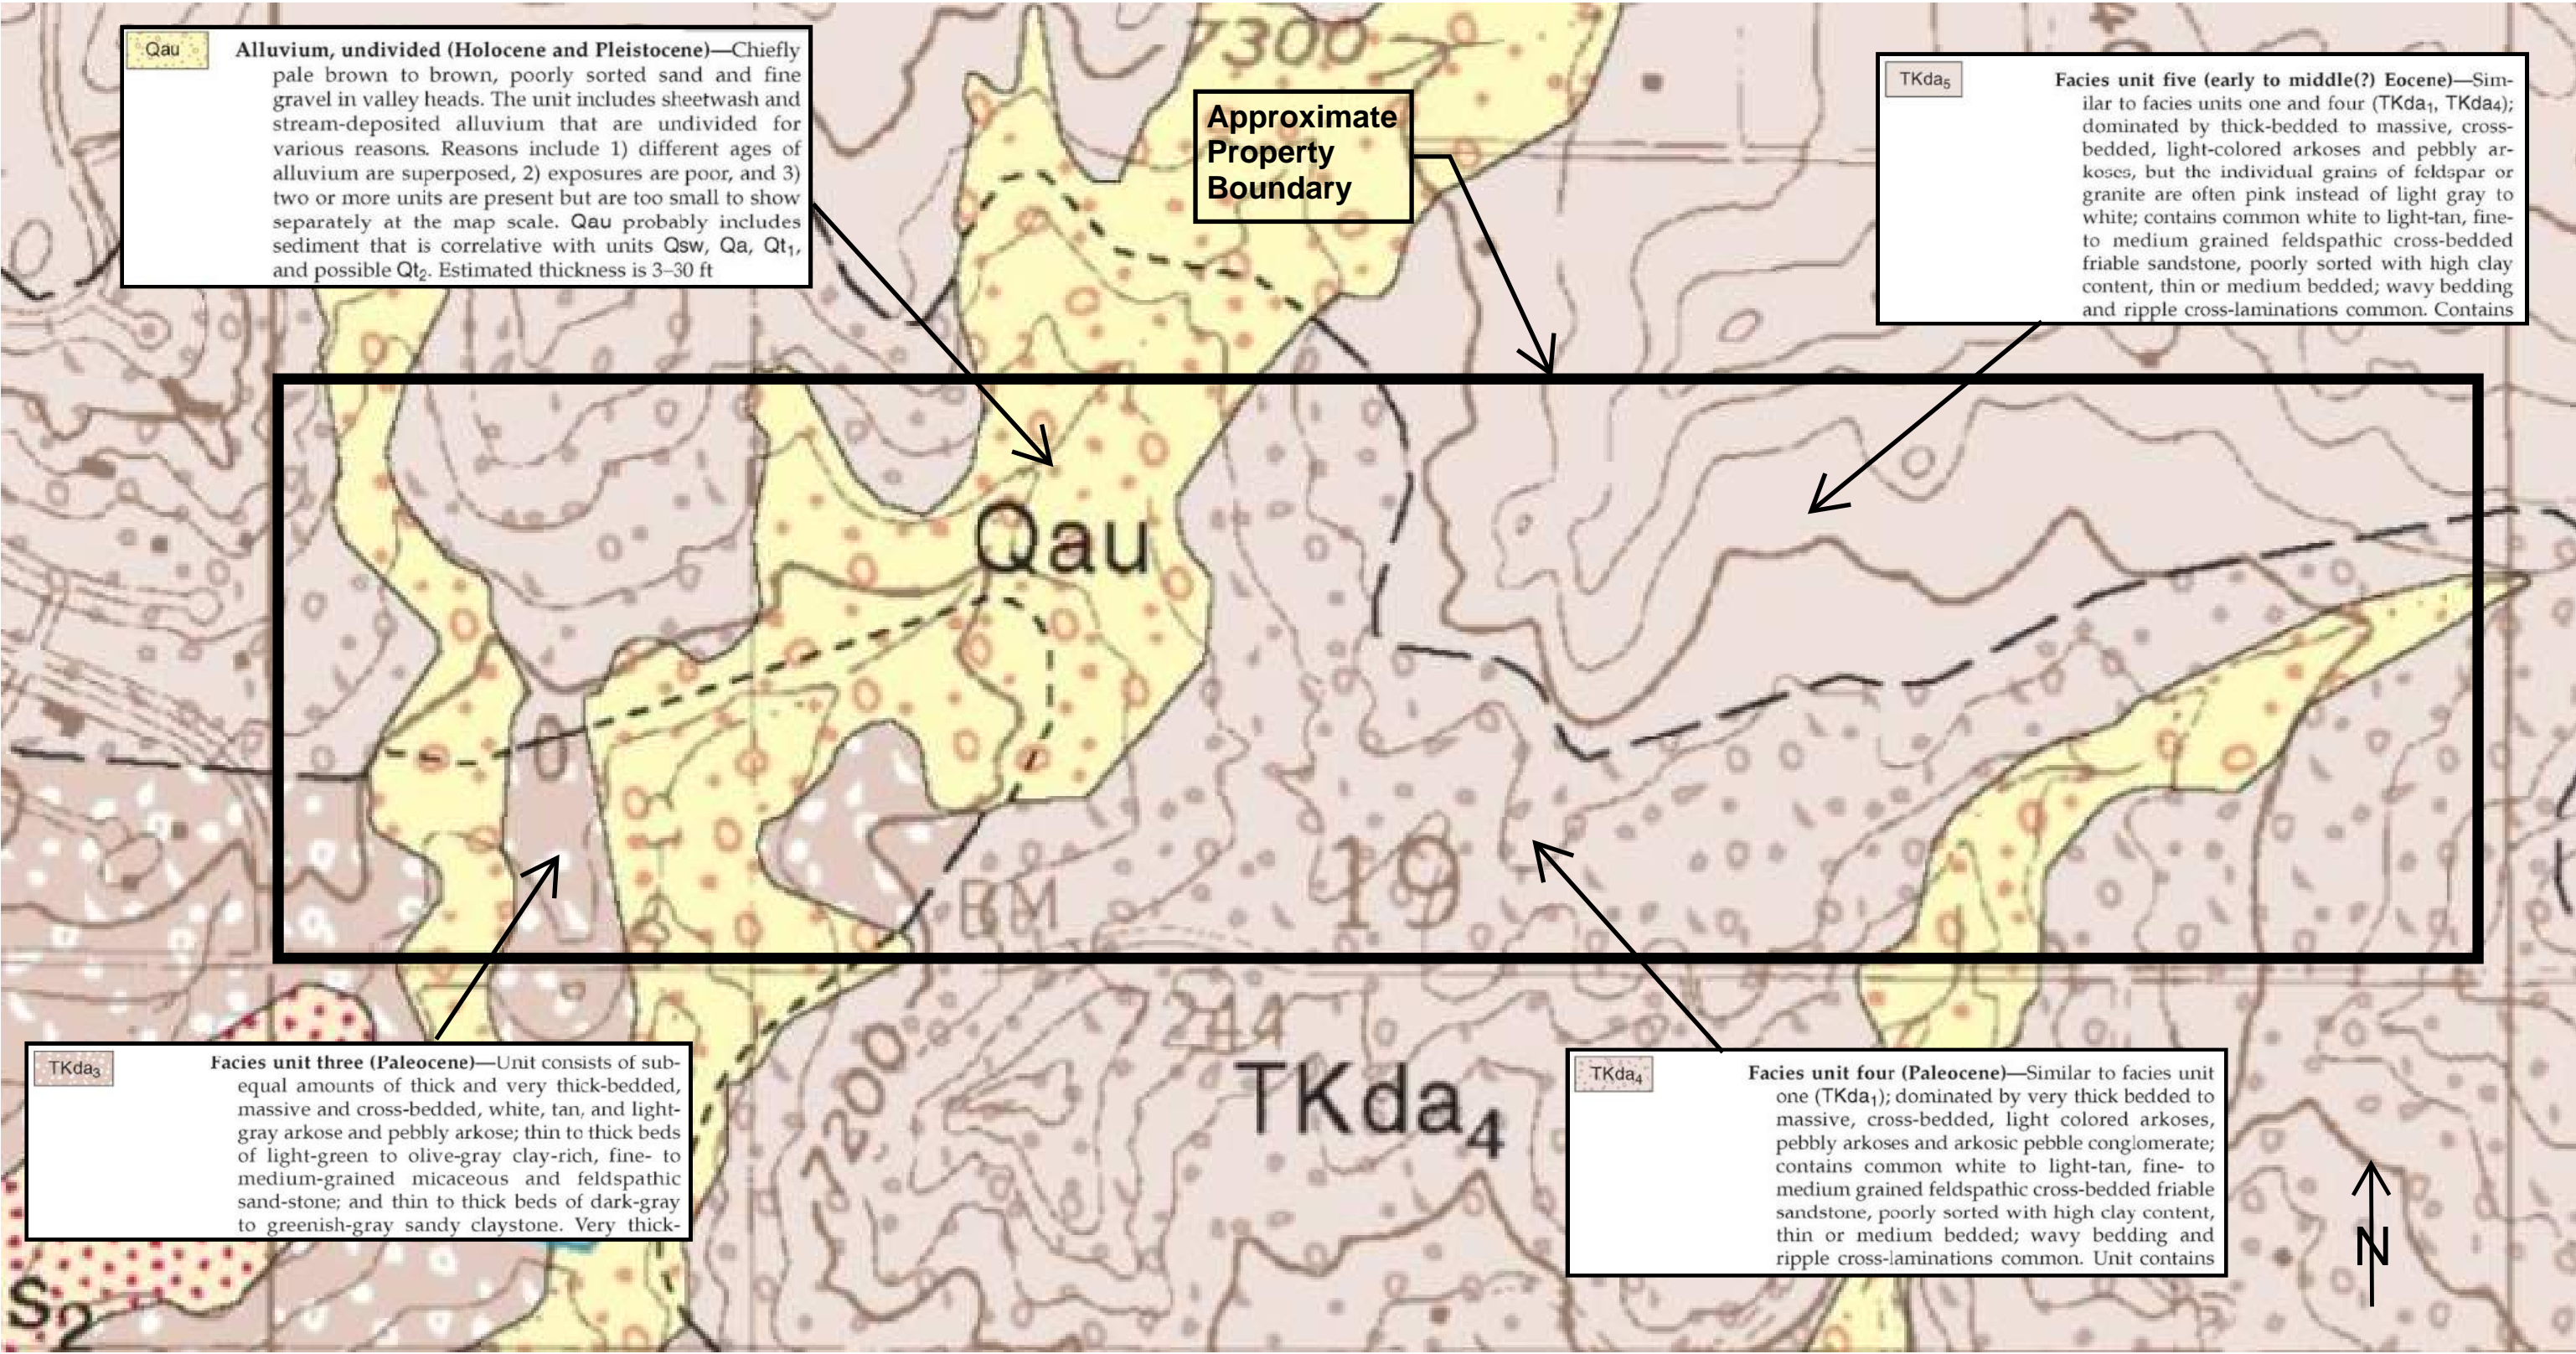 Qau
Alluvium, undivided (Holocene and Pleistocene)—Chiefly
pale brown to brown, poorly sorted sand and fine
gravel in valley heads. The unit includes sheetwash and
stream-deposited alluvium that are undivided for
various reasons. Reasons include 1) different ages of
alluvium are superposed, 2) exposures are poor, and 3)
two or more units are present but are too small to show
separately at the map scale. Qau probably includes
sediment that is correlative with units Qsw, Qa, Qt1,
and possible Qt2. Estimated thickness is 3–30 ft
7300
Approximate
Property
Boundary
TKda5
Facies unit five (early to middle(?) Eocene)—Sim-
ilar to facies units one and four (TKda1, TKda4);
dominated by thick-bedded to massive, cross-
bedded, light-colored arkoses and pebbly ar-
koses, but the individual grains of feldspar or
granite are often pink instead of light gray to
white; contains common white to light-tan, fine-
to medium grained feldspathic cross-bedded
friable sandstone, poorly sorted with high clay
content, thin or medium bedded; wavy bedding
and ripple cross-laminations common. Contains
Qau
19
BM
TKda3
Facies unit three (Paleocene)—Unit consists of sub-
equal amounts of thick and very thick-bedded,
massive and cross-bedded, white, tan, and light-
gray arkose and pebbly arkose; thin to thick beds
of light-green to olive-gray clay-rich, fine- to
medium-grained micaceous and feldspathic
sand-stone; and thin to thick beds of dark-gray
to greenish-gray sandy claystone. Very thick-
7200
7244
TKda4
TKda4
Facies unit four (Paleocene)—Similar to facies unit
one (TKda1); dominated by very thick bedded to
massive, cross-bedded, light colored arkoses,
pebbly arkoses and arkosic pebble conglomerate;
contains common white to light-tan, fine- to
medium grained feldspathic cross-bedded friable
sandstone, poorly sorted with high clay content,
thin or medium bedded; wavy bedding and
ripple cross-laminations common. Unit contains
N
s2